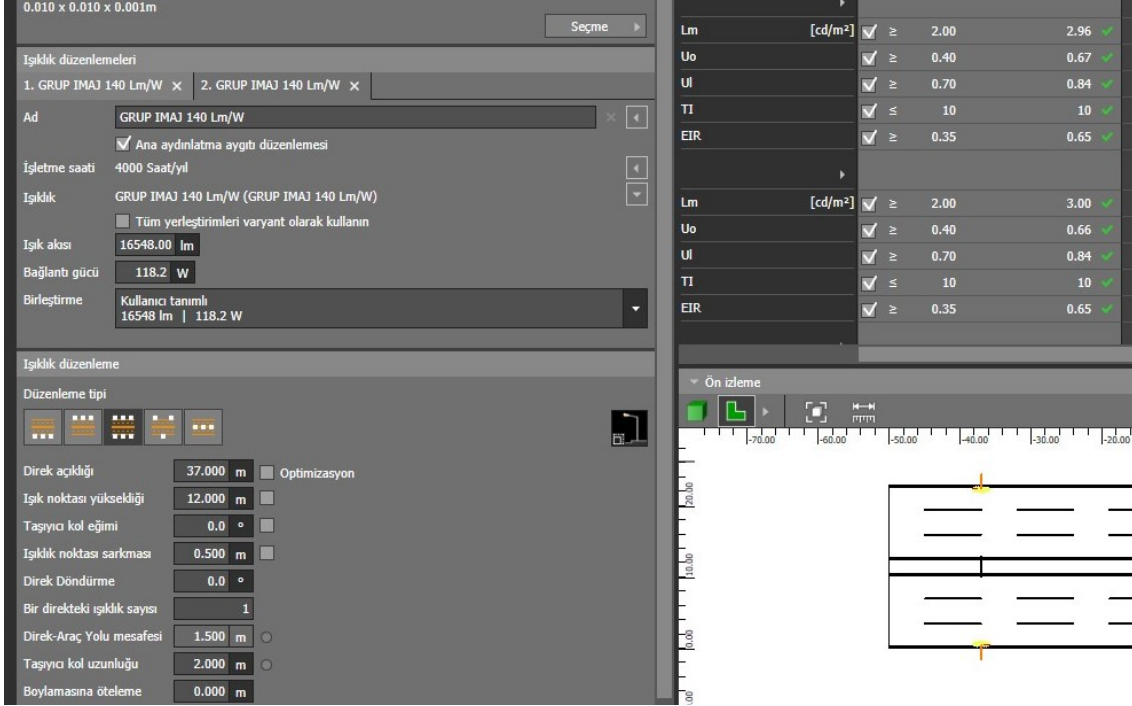 0.010 x 0.010 x 0.001m
Seçme
Işıklık düzenlemeleri
1. GRUP IMAJ 140 Lm/W × 2. GRUP IMAJ 140 Lm/W ×
Ad GRUP IMAJ 140 Lm/W
Ana aydınlatma aygıtı düzenlemesi
İşletme saati 4000 Saat/yıl
Işıklık GRUP IMAJ 140 Lm/W (GRUP IMAJ 140 Lm/W)
Tüm yerleştirimleri varyant olarak kullanın
Işık akısı 16548.00 lm
Bağlantı gücü 118.2 W
Birleştirme Kullanıcı tanımlı
16548 lm | 118.2 W
Işıklık düzenleme
Düzenleme tipi
Direk açıklığı 37.000 m Optimizasyon
Işık noktası yüksekliği 12.000 m
Taşıyıcı kol eğimi 0.0 °
Işıklık noktası sarkması 0.500 m
Direk Döndürme 0.0 °
Bir direkteki ışıklık sayısı 1
Direk-Araç Yolu mesafesi 1.500 m
Taşıyıcı kol uzunluğu 2.000 m
Boylamasına öteleme 0.000 m
Lm [cd/m²] ≥ 2.00 2.96
Uo ≥ 0.40 0.67
Ul ≥ 0.70 0.84
TI ≤ 10 10
EIR ≥ 0.35 0.65
Lm [cd/m²] ≥ 2.00 3.00
Uo ≥ 0.40 0.66
Ul ≥ 0.70 0.84
TI ≤ 10 10
EIR ≥ 0.35 0.65
Ön izleme
-70.00 -60.00 -50.00 -40.00 -30.00 -20.00
20.00
10.00
0.00